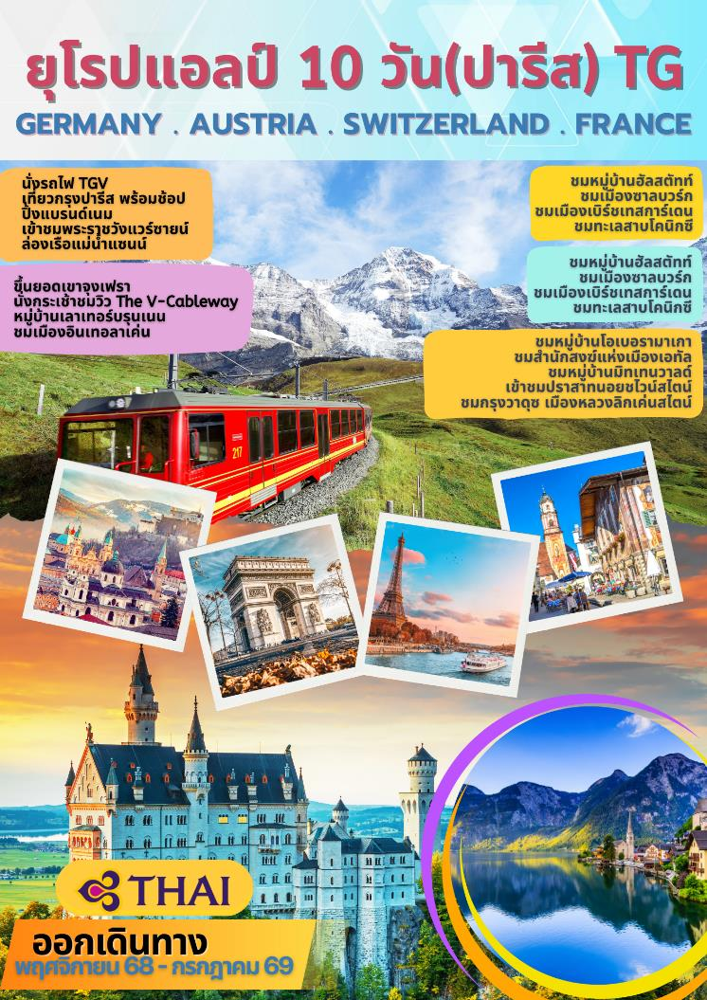 ยุโรปแอลป์ 10 วัน(ปารีส) TG
GERMANY . AUSTRIA . SWITZERLAND . FRANCE
นั่งรถไฟ TGV
เที่ยวกรุงปารีส พร้อมช้อป
ปิ้งแบรนด์เนม
เข้าชมพระราชวังแวร์ซายน์
ล่องเรือแม่น้ำแซนน์
ชมหมู่บ้านฮัลสตัทท์
ชมเมืองซาลบวร์ก
ชมเมืองเบิร์ชเทสการ์เดน
ชมทะเลสาบโคนิกซี
ขึ้นยอดเขาจุงเฟรา
นั่งกระเช้าชมวิว The V-Cableway
หมู่บ้านเลาเทอร์บรุนเนน
ชมเมืองอินเทอลาเค่น
ชมหมู่บ้านฮัลสตัทท์
ชมเมืองซาลบวร์ก
ชมเมืองเบิร์ชเทสการ์เดน
ชมทะเลสาบโคนิกซี
ชมหมู่บ้านโอเบอรามาเกา
ชมสำนักสงฆ์แห่งเมืองเอทัล
ชมหมู่บ้านมิทเทนวาลด์
เข้าชมปราสาทนอยชไวน์สไตน์
ชมกรุงวาดุซ เมืองหลวงลิกเค่นสไตน์
217
THAI
ออกเดินทาง
พฤศจิกายน 68 - กรกฎาคม 69